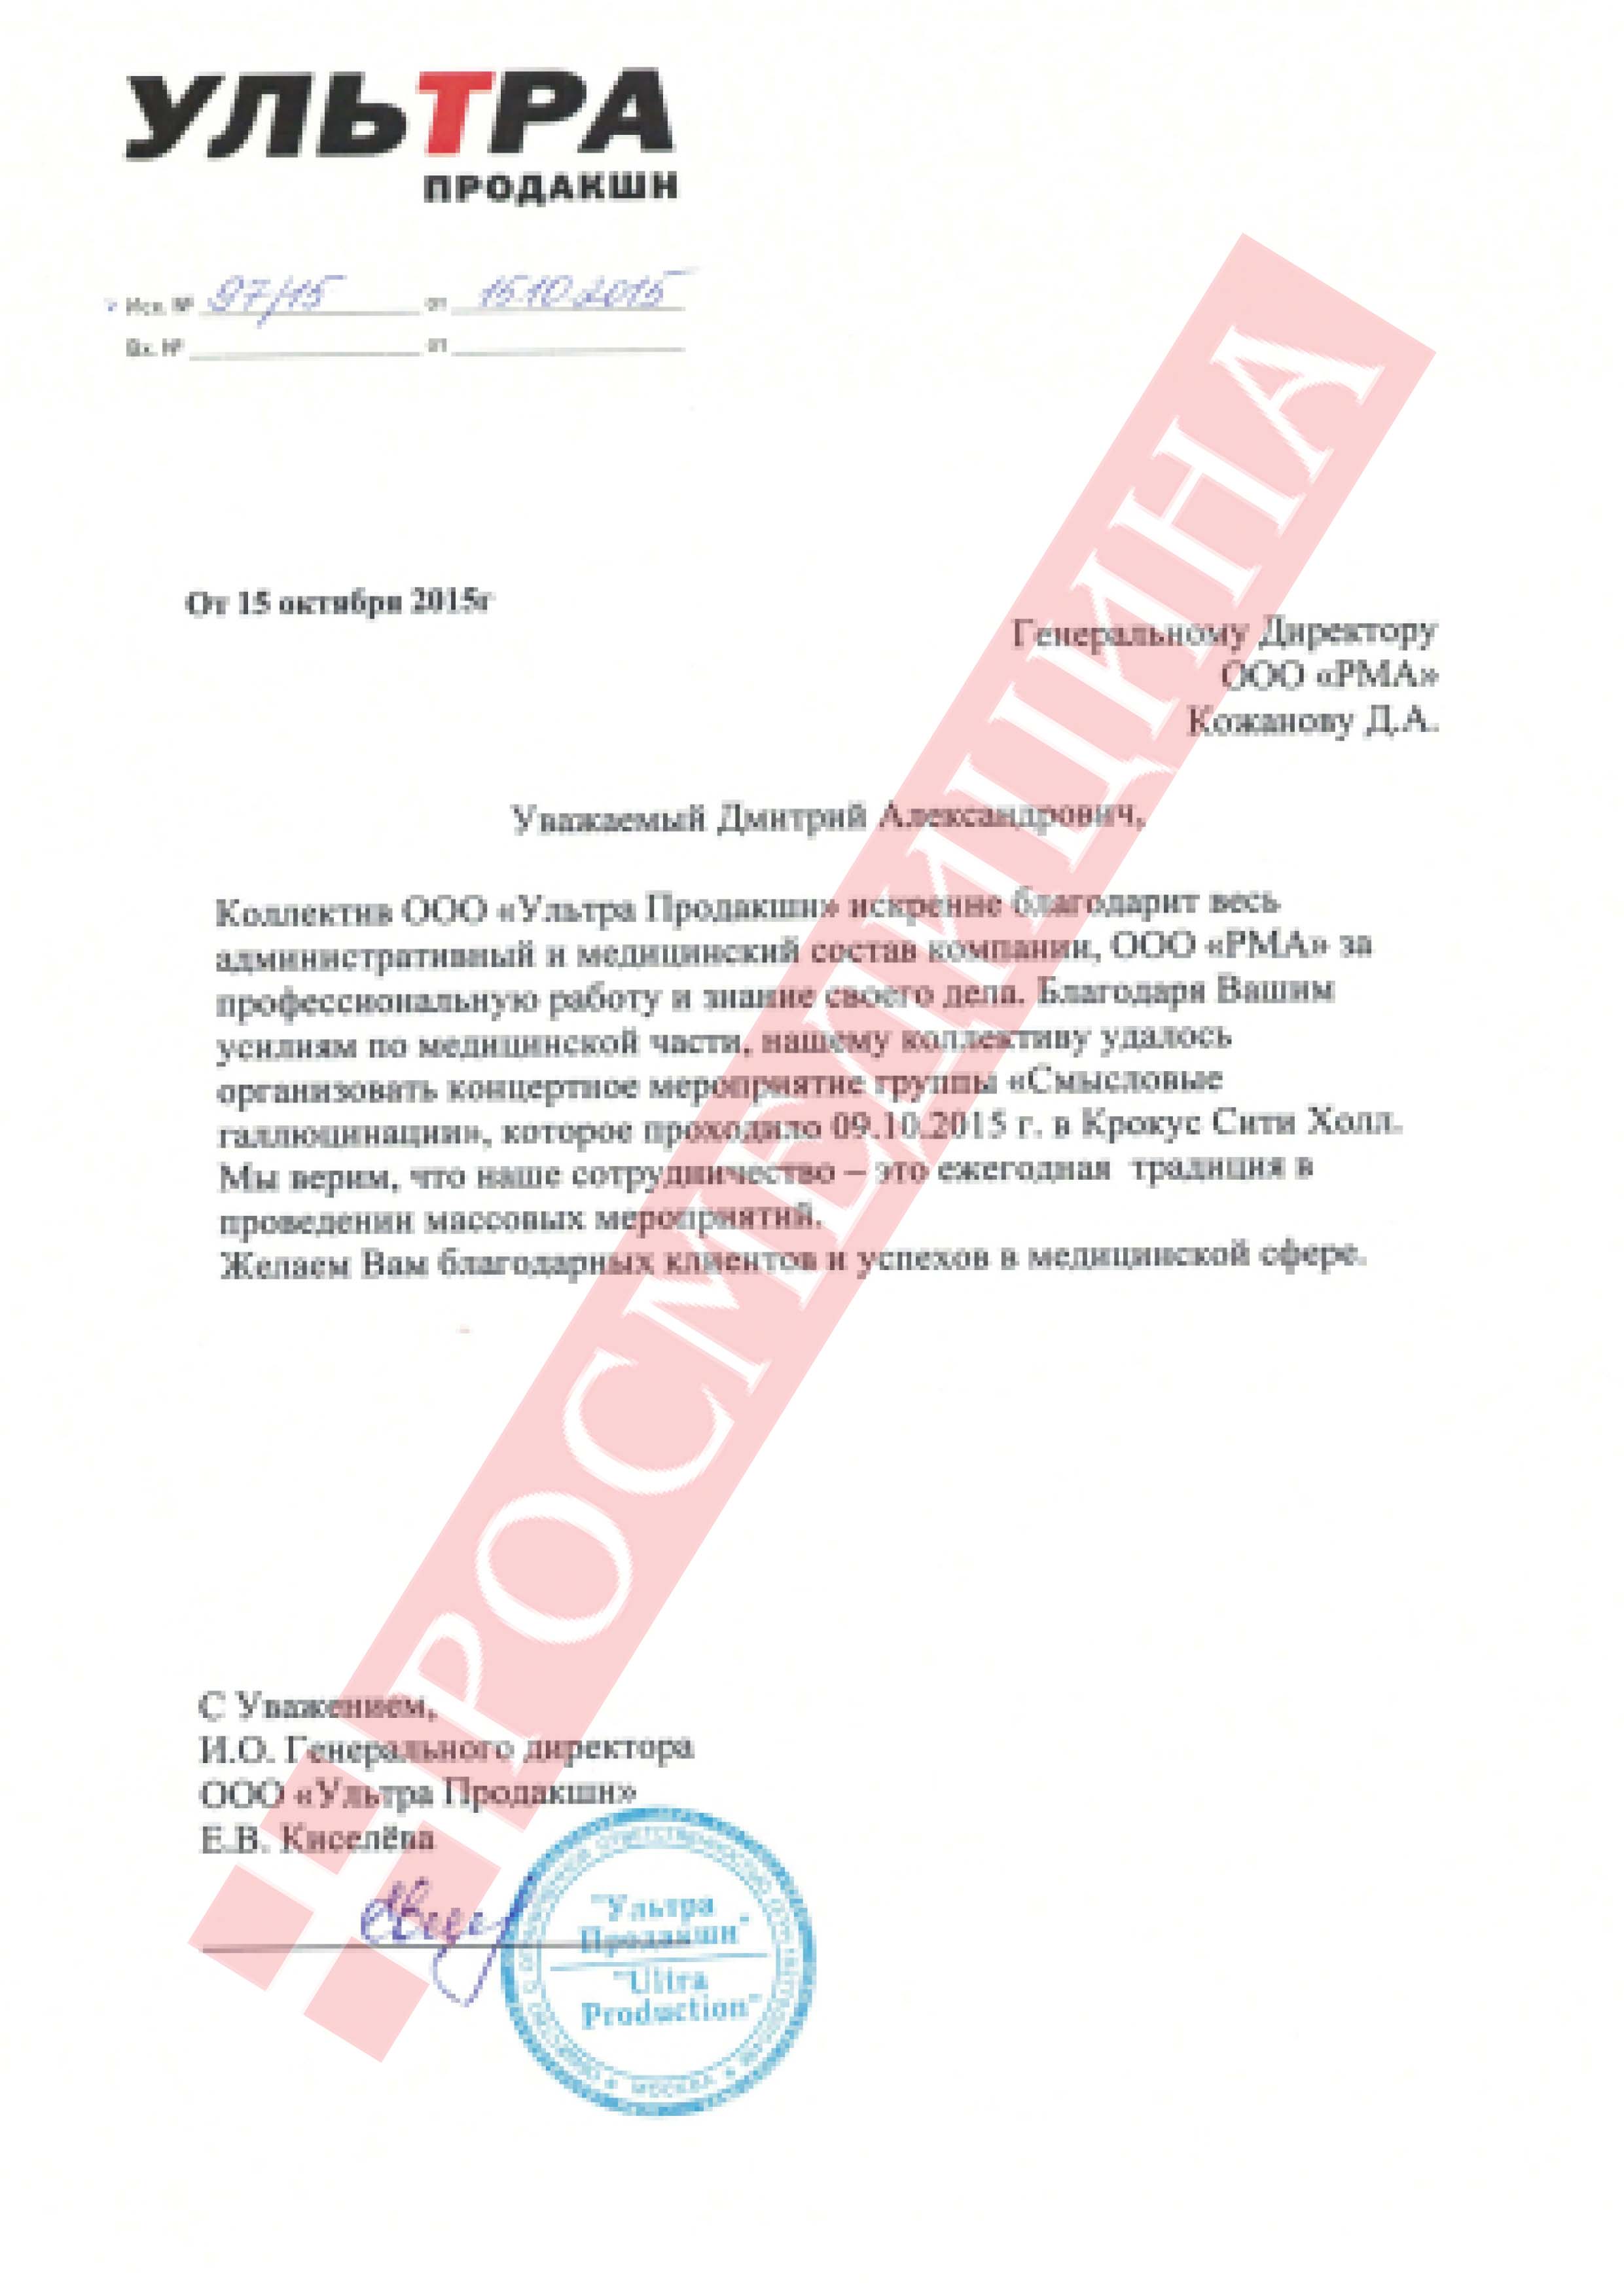 УЛЬТРА
ПРОДАКШН
Исх. № 97/15 от 15.10.2015
Вх. № от
От 15 октября 2015г
Генеральному Директору
ООО «РМА»
Кожанову Д.А.
Уважаемый Дмитрий Александрович,
Коллектив ООО «Ультра Продакшн» искренне благодарит весь
административный и медицинский состав компании, ООО «РМА» за
профессиональную работу и знание своего дела. Благодаря Вашим
усилиям по медицинской части, нашему коллективу удалось
организовать концертное мероприятие группы «Смысловые
галлюцинации», которое проходило 09.10.2015 г. в Крокус Сити Холл.
Мы верим, что наше сотрудничество – это ежегодная традиция в
проведении массовых мероприятий.
Желаем Вам благодарных клиентов и успехов в медицинской сфере.
РОСМЕДИЦИНА
С Уважением,
И.О. Генерального директора
ООО «Ультра Продакшн»
Е.В. Киселёва
"Ультра
Продакшн"
"Ultra
Production"
МОСКВА